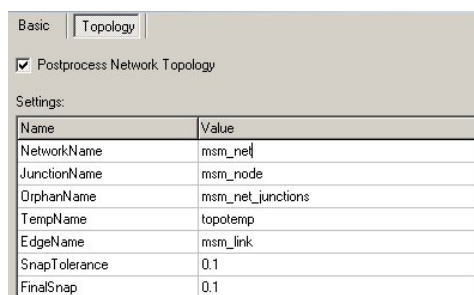 Basic Topology
Postprocess Network Topology
Settings:
Name Value
NetworkName msm_net
JunctionName msm_node
OrphanName msm_net_junctions
TempName topotemp
EdgeName msm_link
SnapTolerance 0.1
FinalSnap 0.1